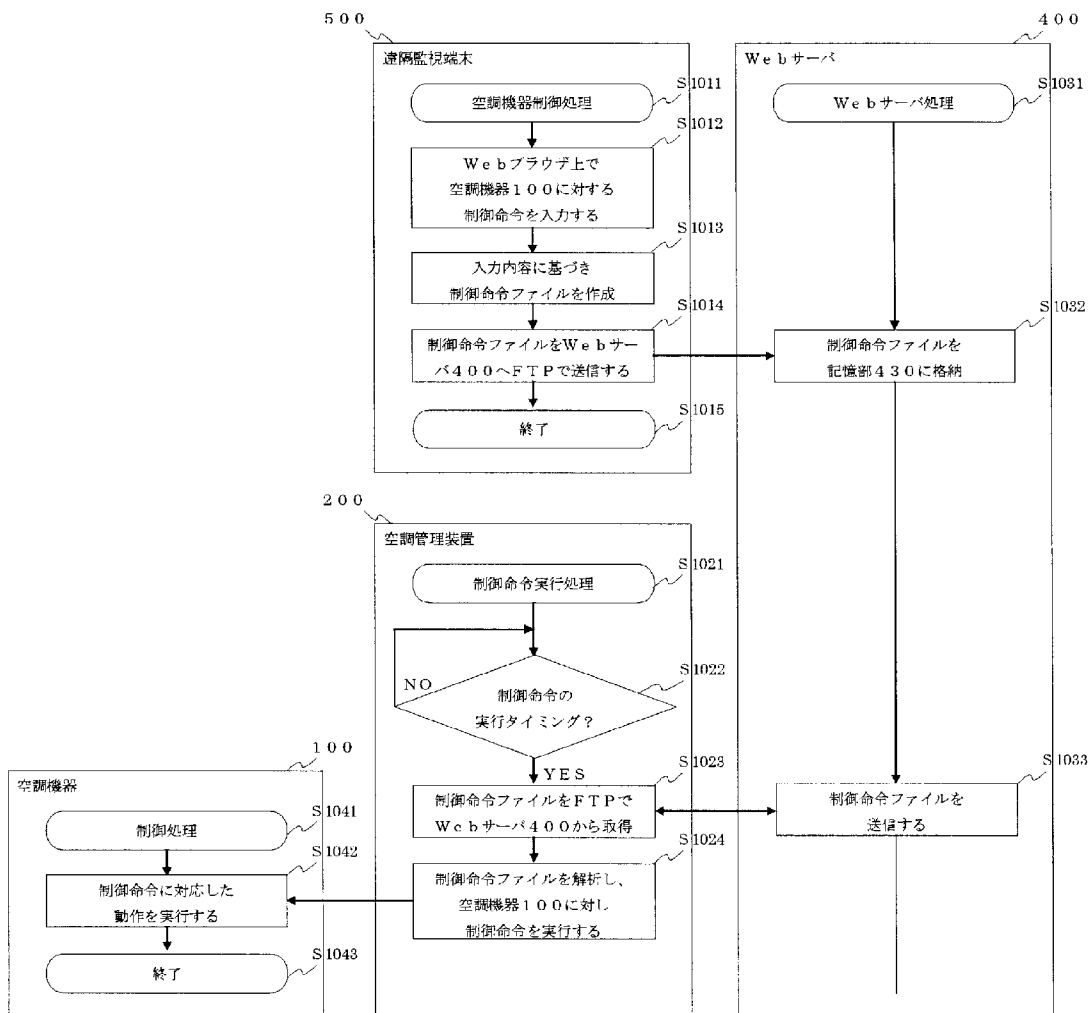 ５００
遠隔監視端末
S1011
空調機器制御処理
S1012
Ｗｅｂブラウザ上で
空調機器１００に対する
制御命令を入力する
S1013
入力内容に基づき
制御命令ファイルを作成
S1014
制御命令ファイルをＷｅｂサー
バ４００へＦＴＰで送信する
S1015
終了
４００
Ｗｅｂサーバ
S1031
Ｗｅｂサーバ処理
S1032
制御命令ファイルを
記憶部４３０に格納
S1033
制御命令ファイルを
送信する
２００
空調管理装置
S1021
制御命令実行処理
S1022
制御命令の
実行タイミング？
NO
YES
S1023
制御命令ファイルをＦＴＰで
Ｗｅｂサーバ４００から取得
S1024
制御命令ファイルを解析し、
空調機器１００に対し
制御命令を実行する
１００
空調機器
S1041
制御処理
S1042
制御命令に対応した
動作を実行する
S1043
終了